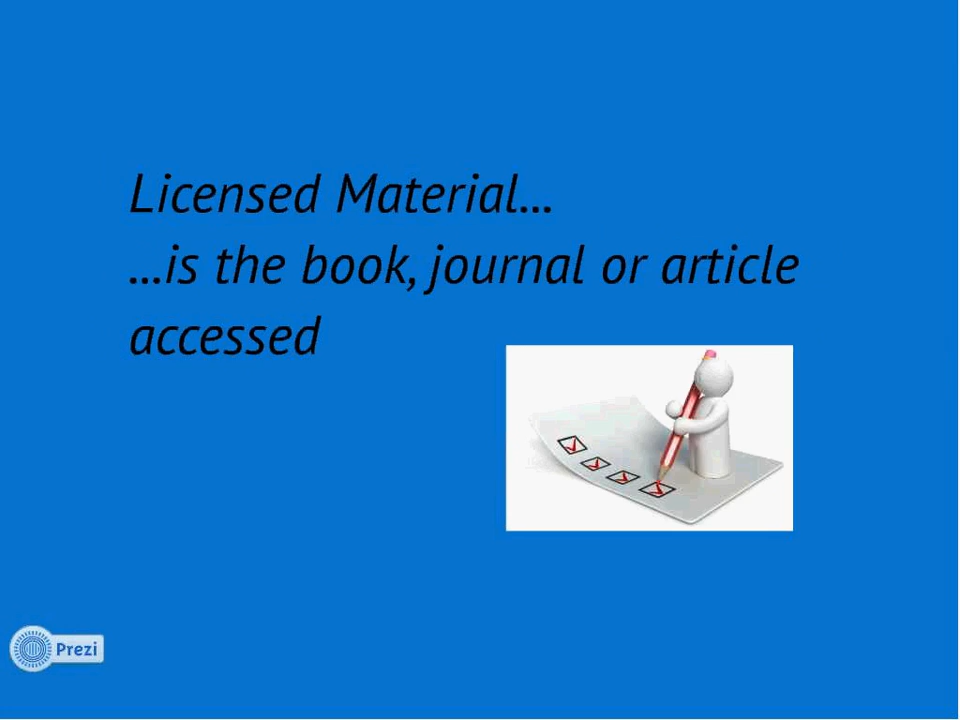 Licensed Material...
...is the book, journal or article
accessed
Prezi